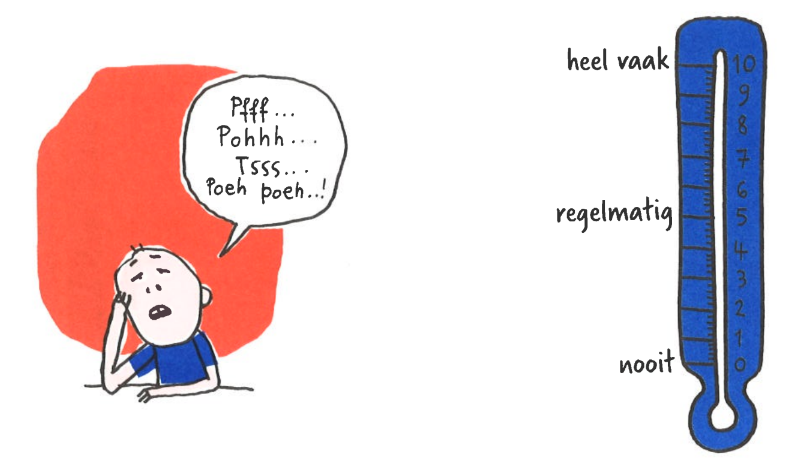 Pfff...
Pohhh...
Tsss...
Poeh poeh..!
heel vaak
10
9
8
7
6
regelmatig
5
4
3
2
1
nooit
0